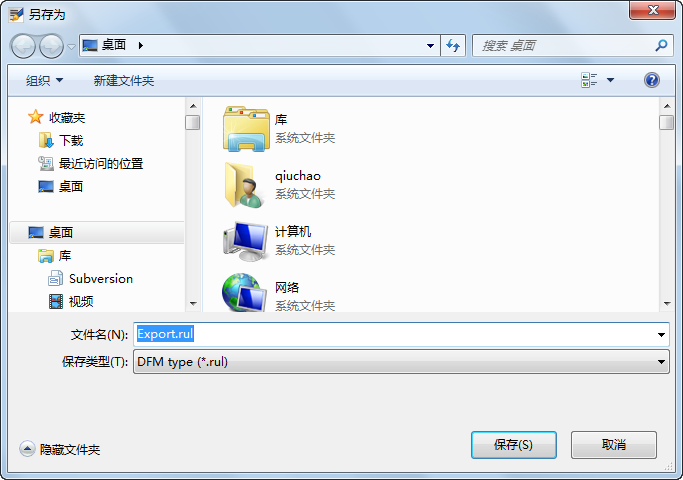 另存为
桌面
搜索 桌面
组织
新建文件夹
收藏夹
下载
最近访问的位置
桌面
桌面
库
Subversion
视频
库
系统文件夹
qiuchao
系统文件夹
计算机
系统文件夹
网络
系统文件夹
文件名(N):
Export.rul
保存类型(T):
DFM type (*.rul)
隐藏文件夹
保存(S)
取消